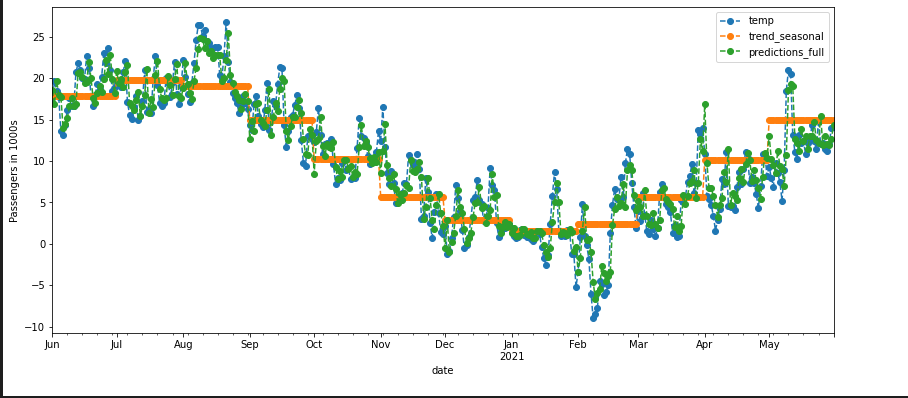 temp
trend_seasonal
predictions_full
Passengers in 1000s
25
20
15
10
5
0
−5
−10
Jun Jul Aug Sep Oct Nov Dec Jan Feb Mar Apr May
2021
date